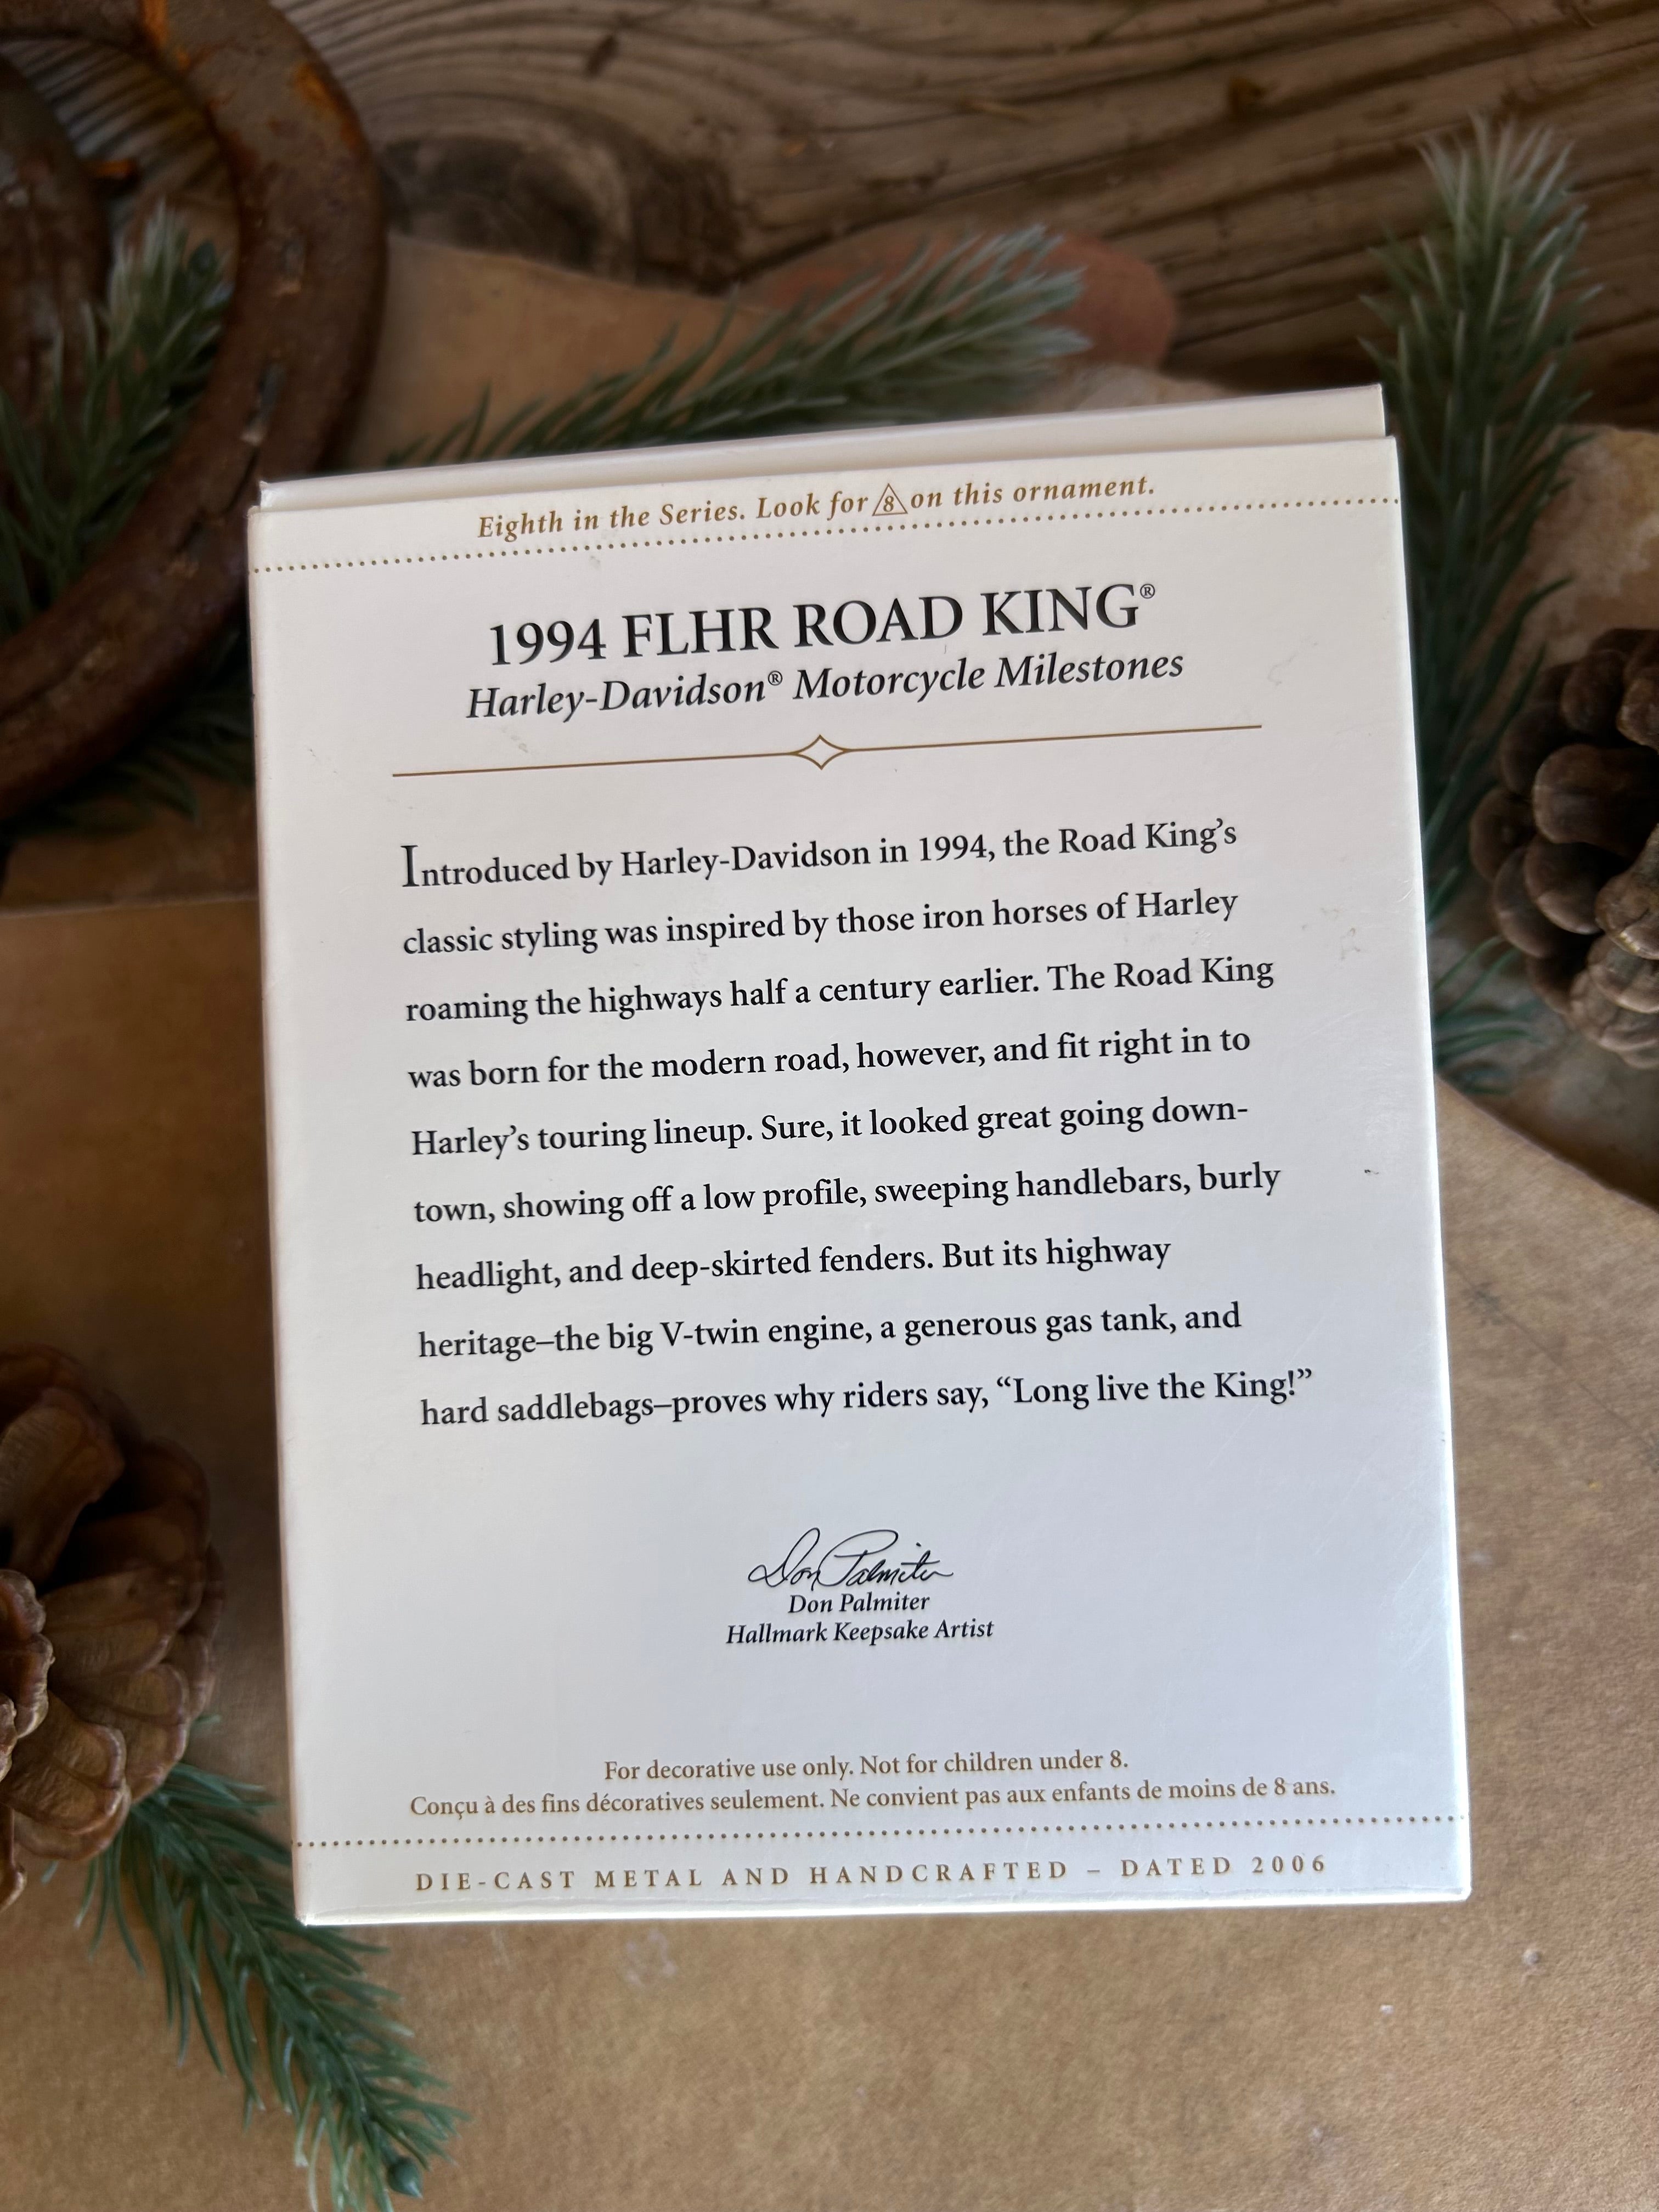 Eighth in the Series. Look for 8 on this ornament.
1994 FLHR ROAD KING®
Harley-Davidson® Motorcycle Milestones
Introduced by Harley-Davidson in 1994, the Road King's
classic styling was inspired by those iron horses of Harley
roaming the highways half a century earlier. The Road King
was born for the modern road, however, and fit right in to
Harley's touring lineup. Sure, it looked great going down-
town, showing off a low profile, sweeping handlebars, burly
headlight, and deep-skirted fenders. But its highway
heritage–the big V-twin engine, a generous gas tank, and
hard saddlebags–proves why riders say, “Long live the King!”
Don Palmiter
Don Palmiter
Hallmark Keepsake Artist
For decorative use only. Not for children under 8.
Conçu à des fins décoratives seulement. Ne convient pas aux enfants de moins de 8 ans.
DIE-CAST METAL AND HANDCRAFTED – DATED 2006